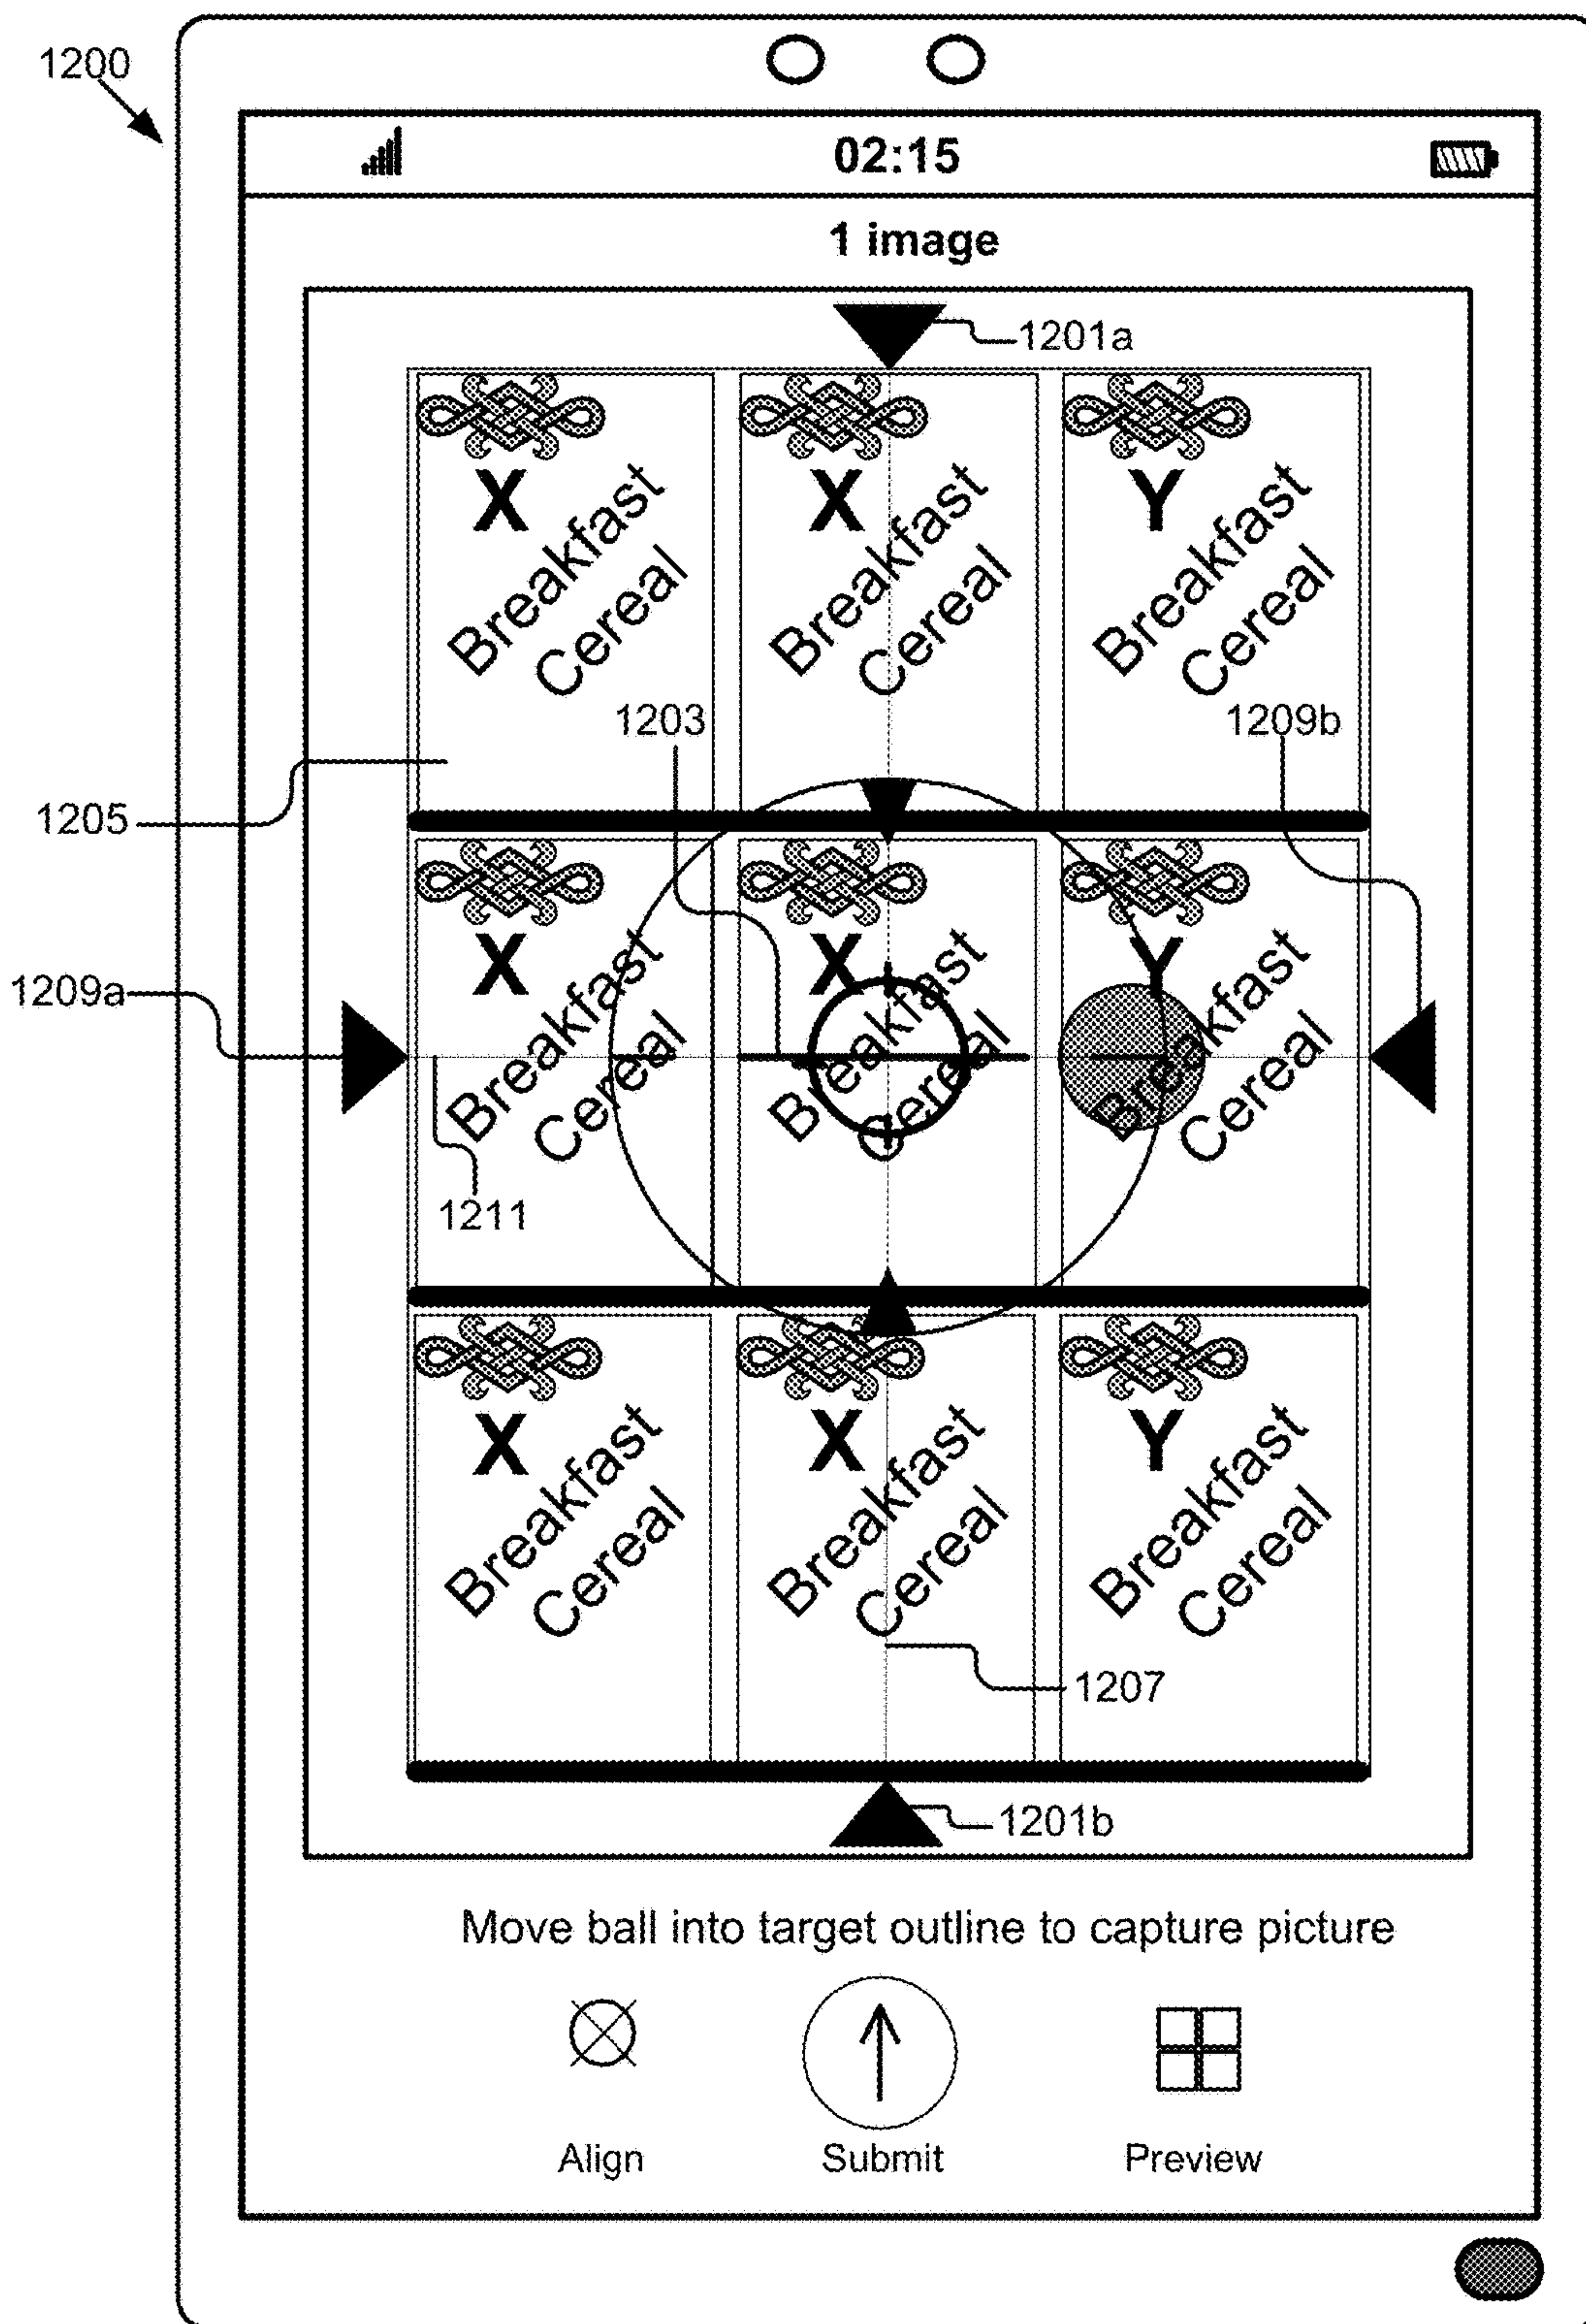 1200
02:15
1 image
1201a
X
Breakfast
Cereal
X
Breakfast
Cereal
Y
Breakfast
Cereal
1203
1209b
1205
X
Breakfast
Cereal
X
Breakfast
Cereal
Y
Breakfast
Cereal
1209a
1211
X
Breakfast
Cereal
X
Breakfast
Cereal
Y
Breakfast
Cereal
1207
1201b
Move ball into target outline to capture picture
Align
Submit
Preview